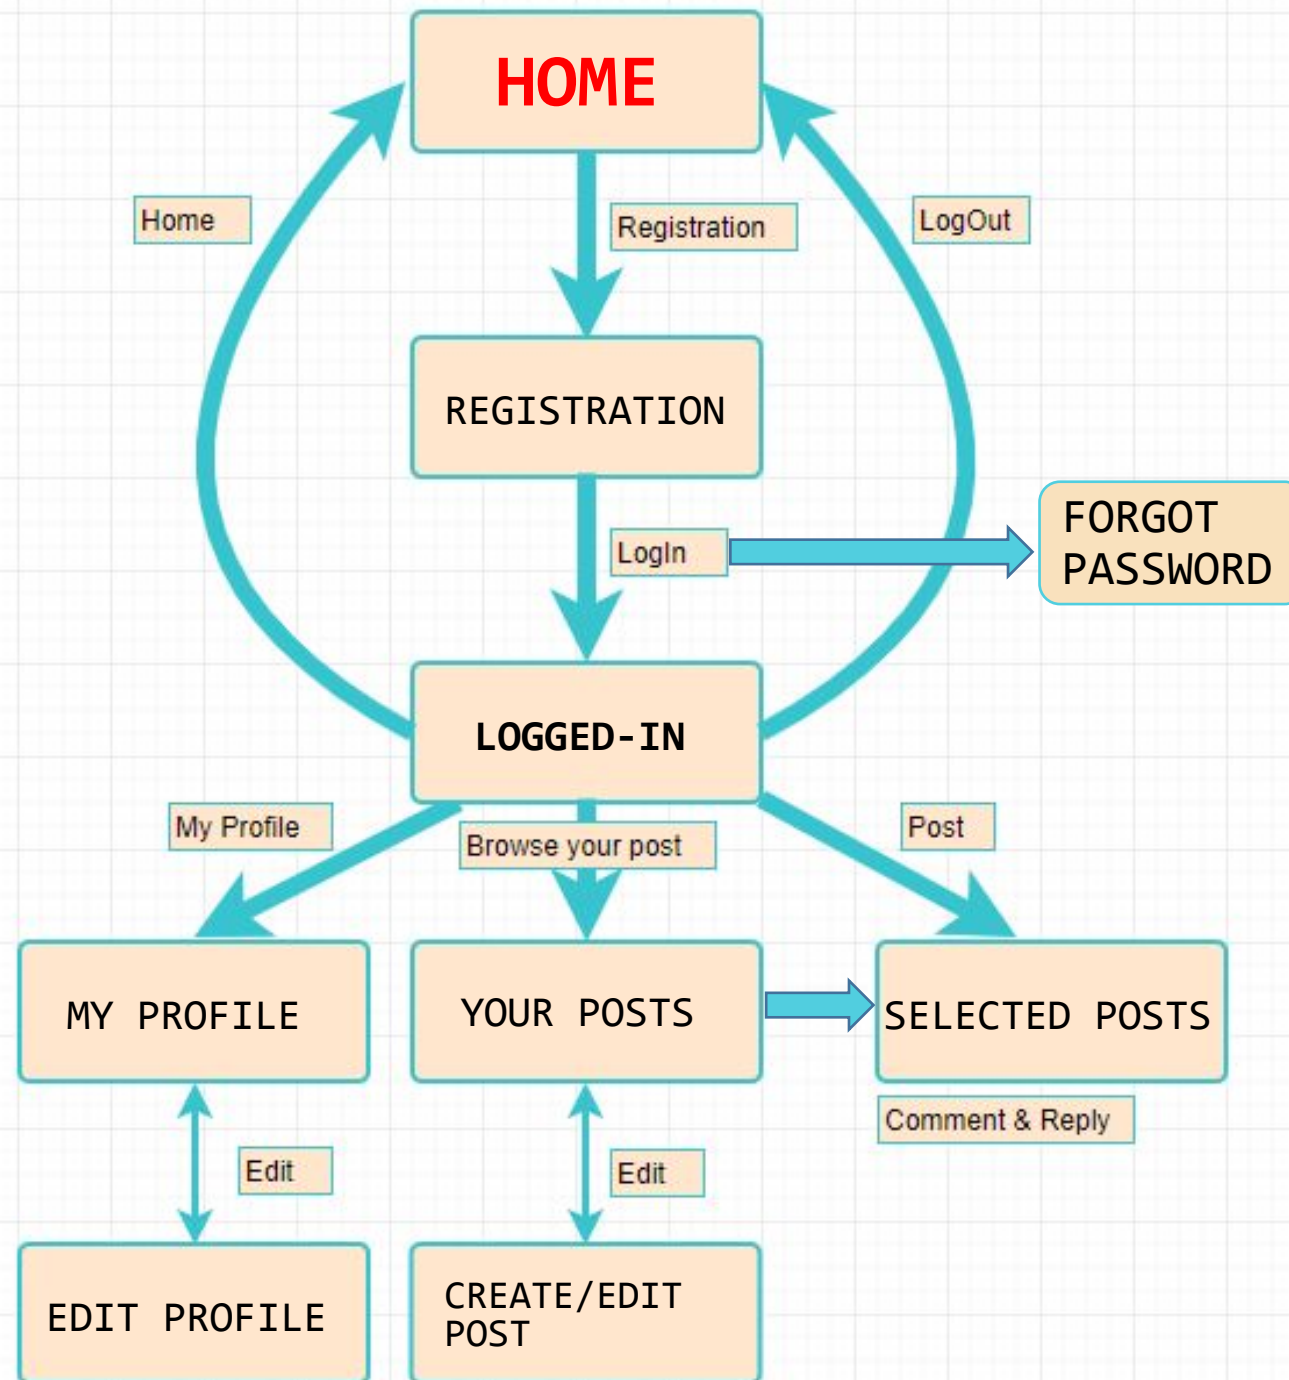 HOME
Home
Registration
LogOut
REGISTRATION
LogIn
FORGOT
PASSWORD
LOGGED-IN
My Profile
Browse your post
Post
MY PROFILE
YOUR POSTS
SELECTED POSTS
Comment & Reply
Edit
Edit
EDIT PROFILE
CREATE/EDIT
POST